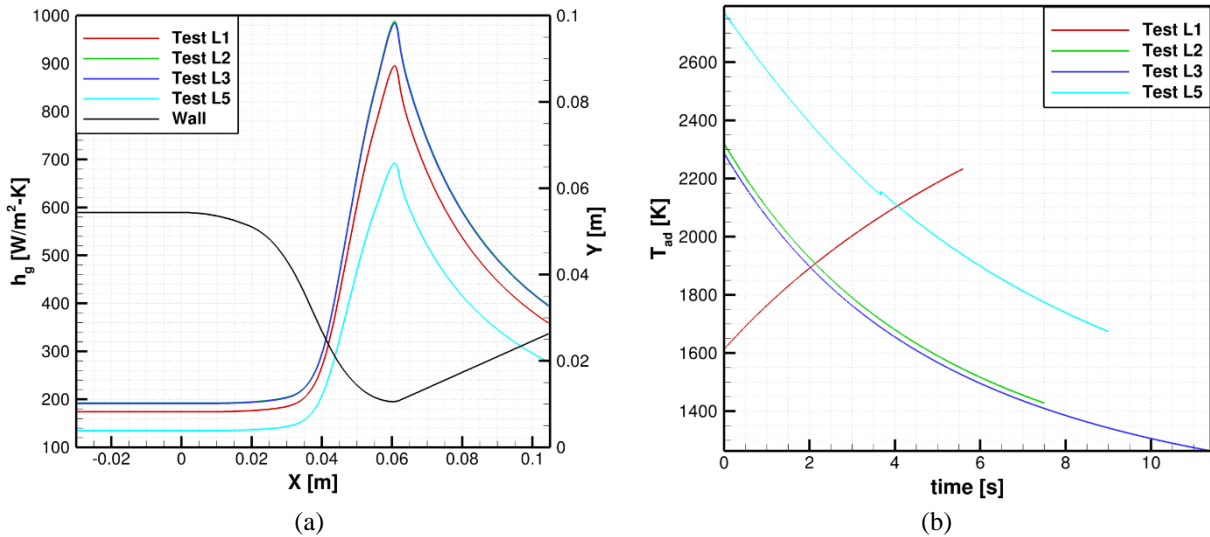 Test L1
Test L2
Test L3
Test L5
Wall
1000
900
800
700
600
500
400
300
200
100
h_g [W/m²-K]
0.1
0.08
0.06
0.04
0.02
0
Y [m]
-0.02 0 0.02 0.04 0.06 0.08 0.1
X [m]
(a)
Test L1
Test L2
Test L3
Test L5
2600
2400
2200
2000
1800
1600
1400
T_ad [K]
0 2 4 6 8 10
time [s]
(b)